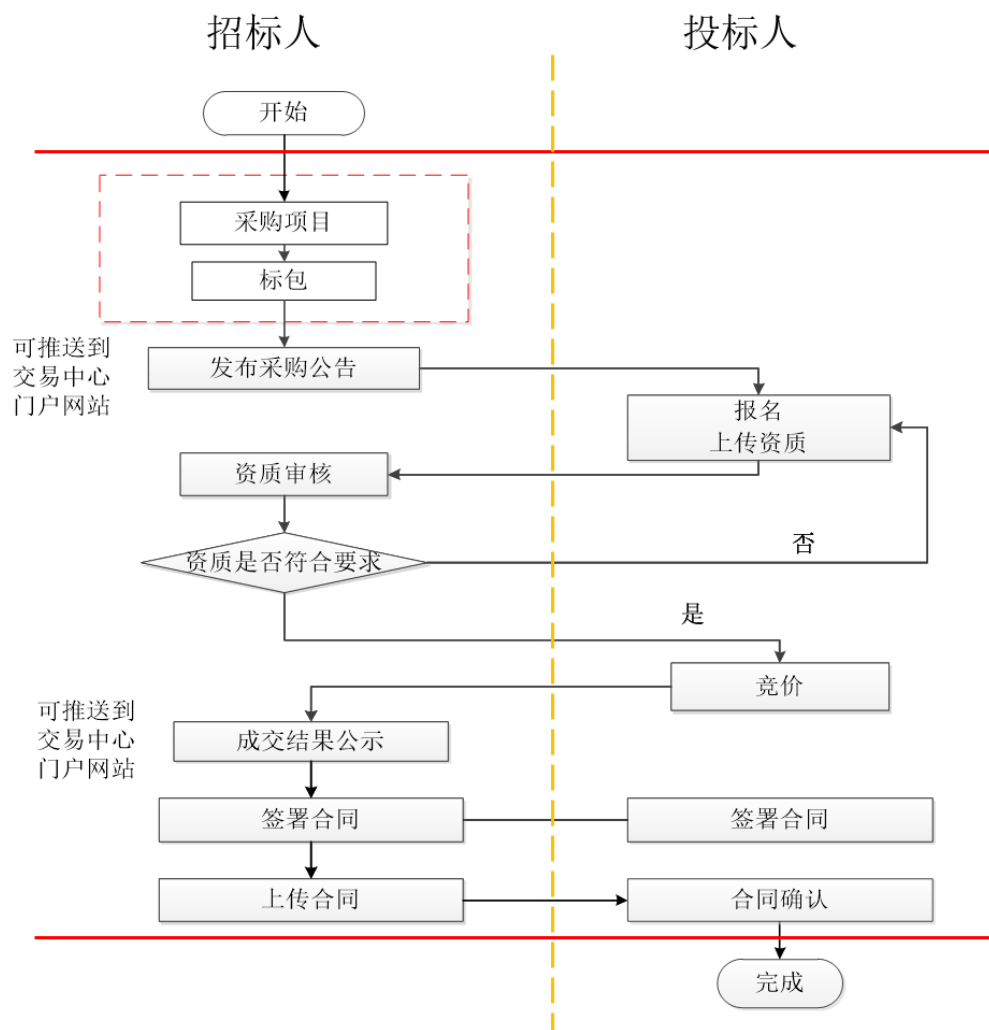 招标人
投标人
开始
采购项目
标包
可推送到
交易中心
门户网站
发布采购公告
报名
上传资质
资质审核
资质是否符合要求
否
是
竞价
可推送到
交易中心
门户网站
成交结果公示
签署合同
签署合同
上传合同
合同确认
完成